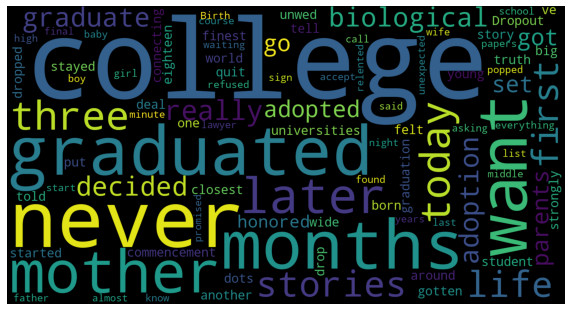 graduate
unwed
Birth
course
final
baby
connecting
eighteen
biological
finest
tell
wife
school
Dropout
story
papers
ve
got
big
high
dropped
college
go
world
waiting
call
sign
relented
unexpected
truth
stayed
boy
girl
quit
refused
accept
young
popped
set
three
really
adopted
deal
minute
one
lawyer
universities
said
felt
asking
everything
first
graduated
today
want
put
night
found
list
middle
adoption
parents
strongly
decided
later
told
start
closest
promised
graduation
born
years
last
never
months
honored
wide
started
commencement
drop
student
mother
stories
dots
around
life
father
almost
know
another
gotten